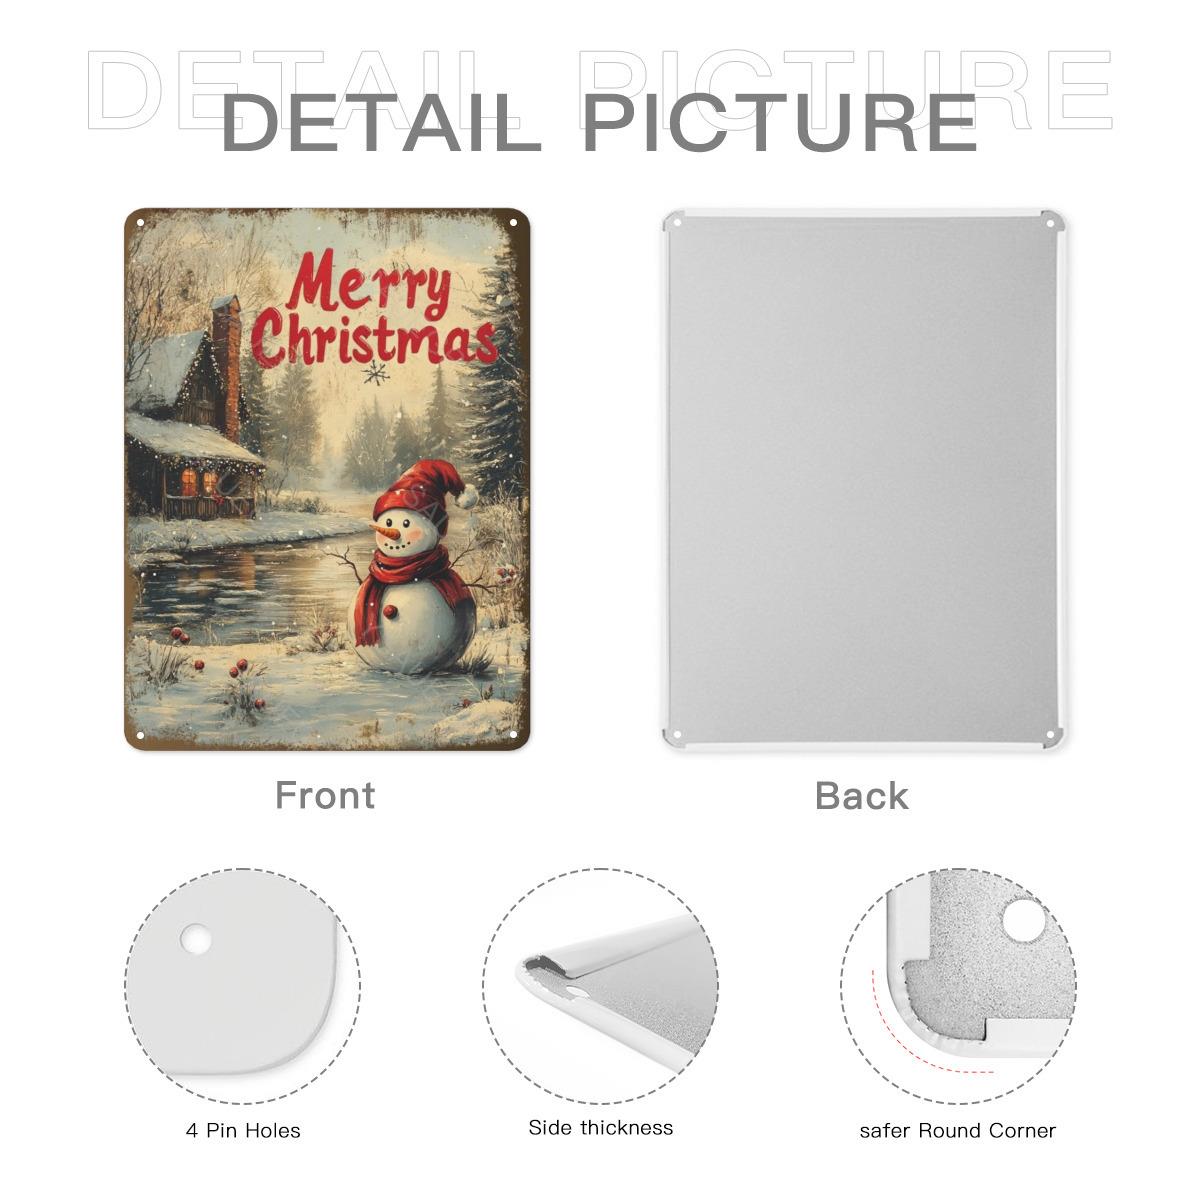 DETAIL PICTURE
DETAIL PICTURE
Merry
Christmas
Front
Back
4 Pin Holes
Side thickness
safer Round Corner